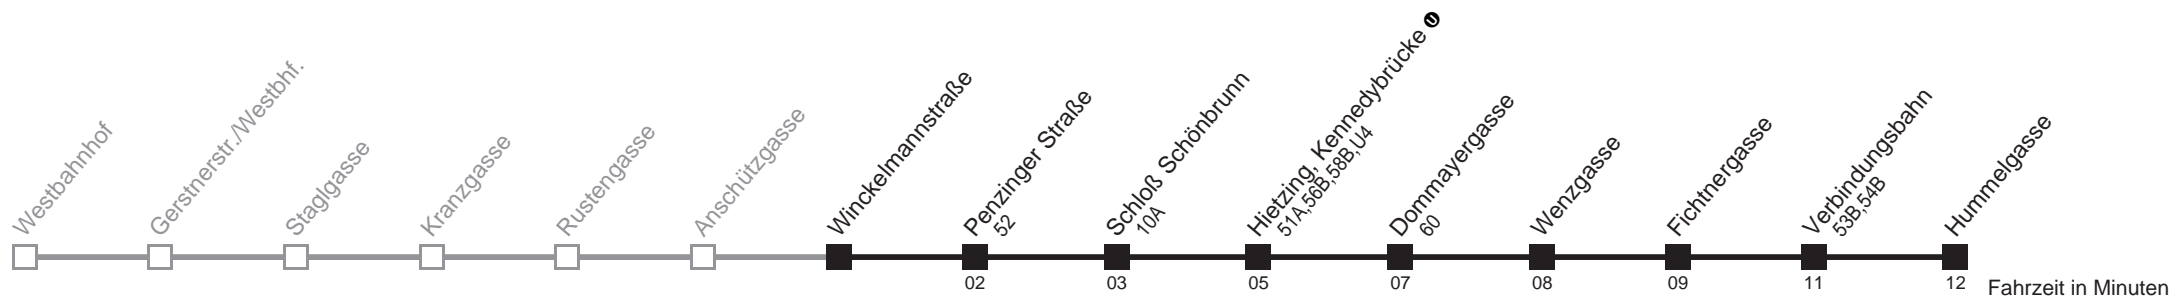 Westbahnhof
Gerstnerstr./Westbhf.
Staglgasse
Kranzgasse
Rustengasse
Anschützgasse
Winckelmannstraße
Penzinger Straße
52
Schloß Schönbrunn
10A
Hietzing, Kennedybrücke U
51A,56B,58B,U4
Dommayergasse
60
Wenzgasse
Fichtnergasse
Verbindungsbahn
53B,54B
Hummelgasse
02
03
05
07
08
09
11
12
Fahrzeit in Minuten